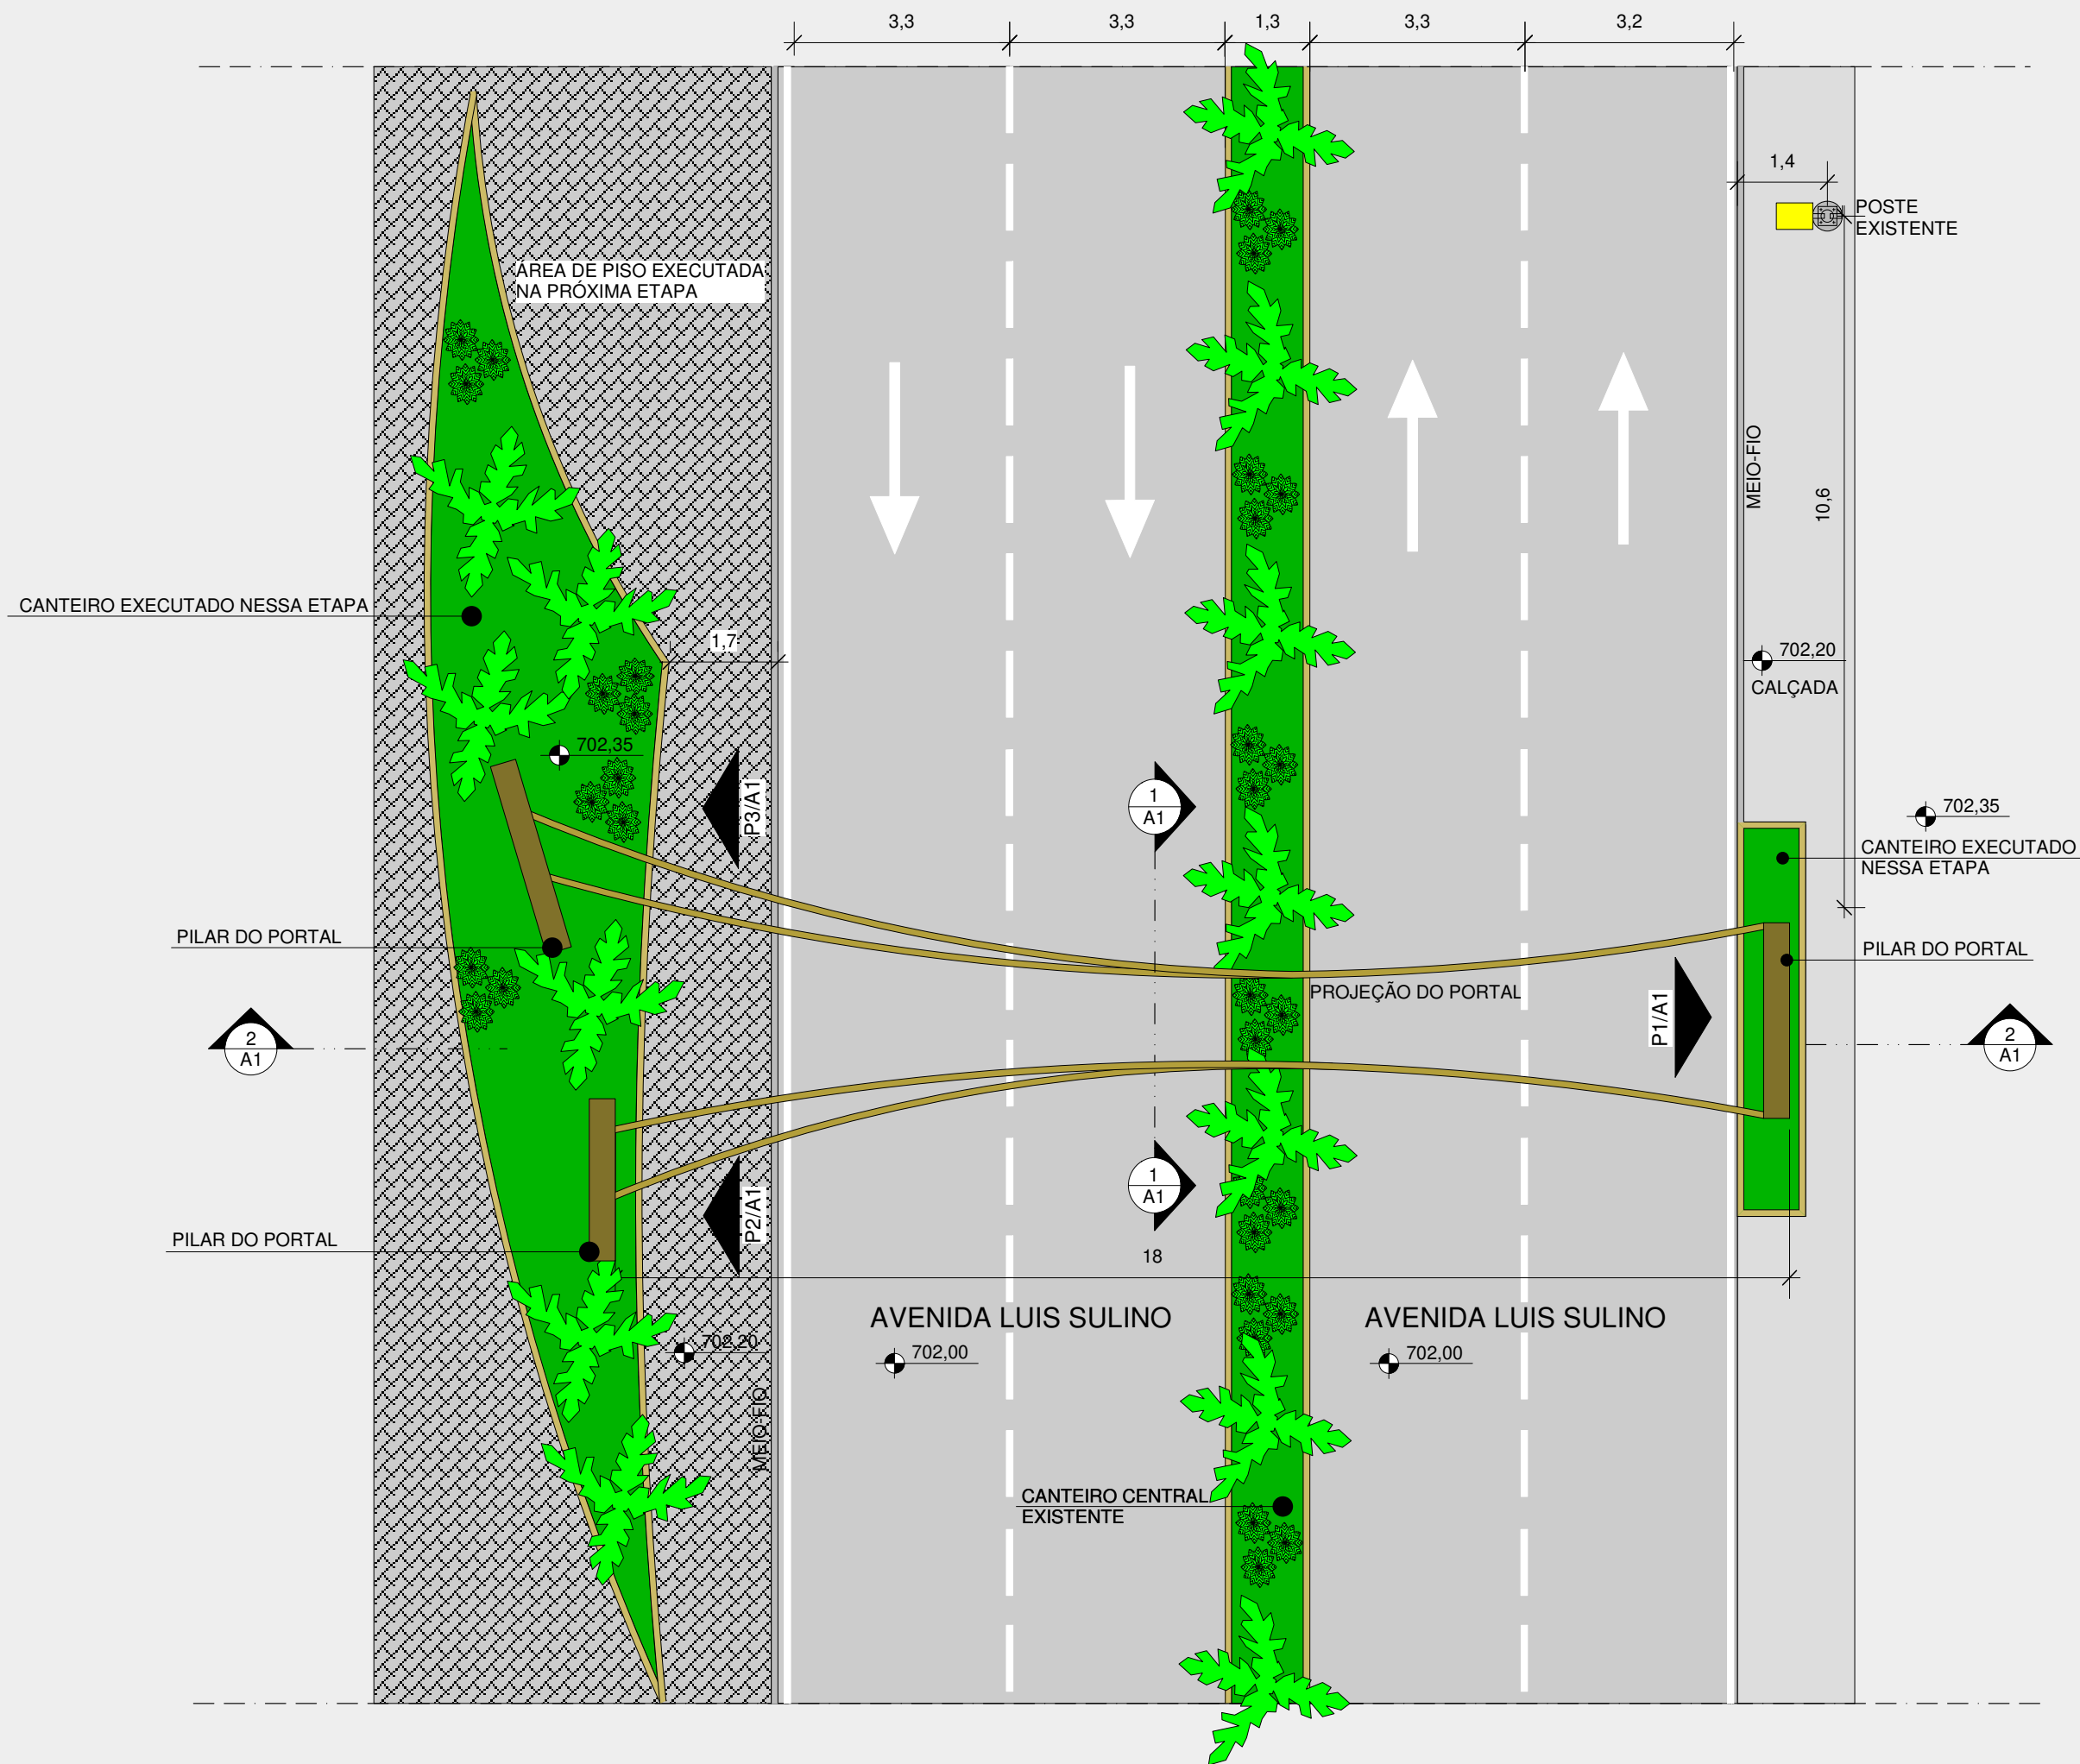 3,3
3,3
1,3
3,3
3,2
1,4
POSTE
EXISTENTE
ÁREA DE PISO EXECUTADA
NA PRÓXIMA ETAPA
MEIO-FIO
10,6
CANTEIRO EXECUTADO NESSA ETAPA
1,7
702,20
CALÇADA
702,35
P3/A1
1
A1
702,35
CANTEIRO EXECUTADO
NESSA ETAPA
PILAR DO PORTAL
PILAR DO PORTAL
PROJEÇÃO DO PORTAL
P1/A1
2
A1
2
A1
1
A1
P2/A1
PILAR DO PORTAL
18
AVENIDA LUIS SULINO
AVENIDA LUIS SULINO
702,20
702,00
702,00
MEIO-FIO
CANTEIRO CENTRAL
EXISTENTE